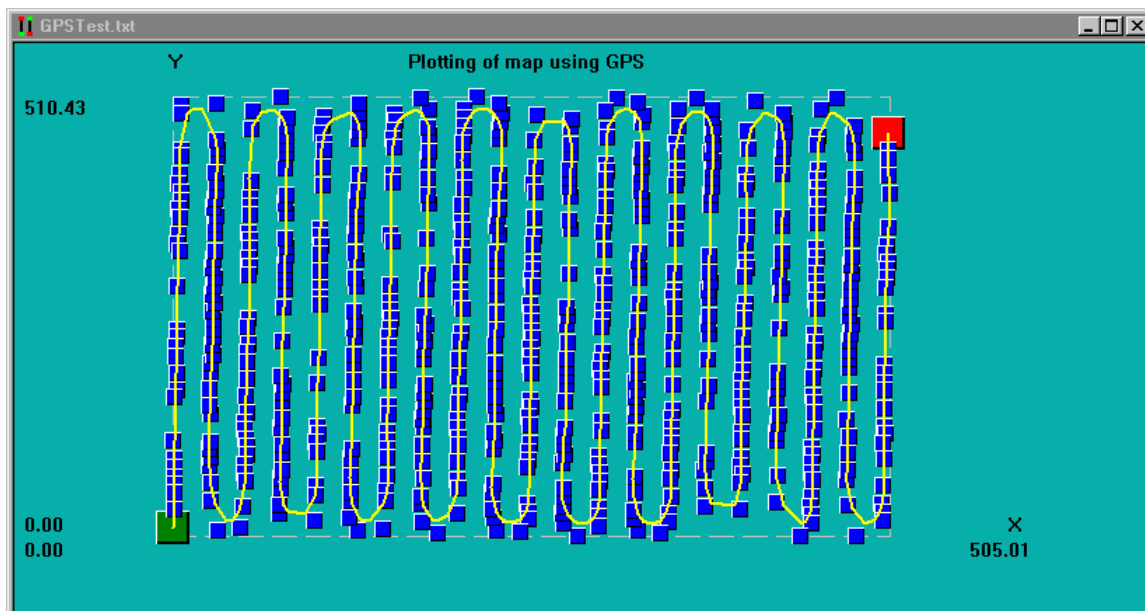 GPSTest.txt
Y
Plotting of map using GPS
510.43
0.00
X
0.00
505.01